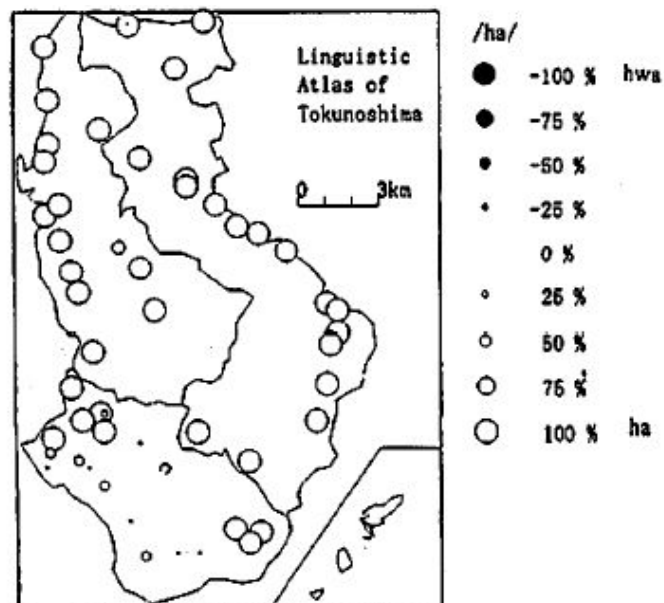 Linguistic
Atlas of
Tokunoshima
0 3km
/ha/
-100 % hwa
-75 %
-50 %
-25 %
0 %
25 %
50 %
75 %
100 % ha